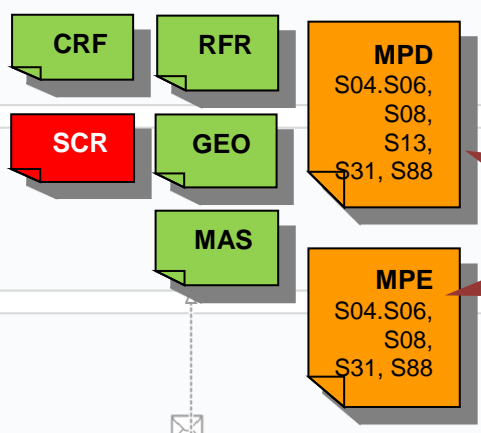 CRF
RFR
SCR
GEO
MAS
MPD
S04.S06,
S08,
S13,
S31, S88
MPE
S04.S06,
S08,
S31, S88